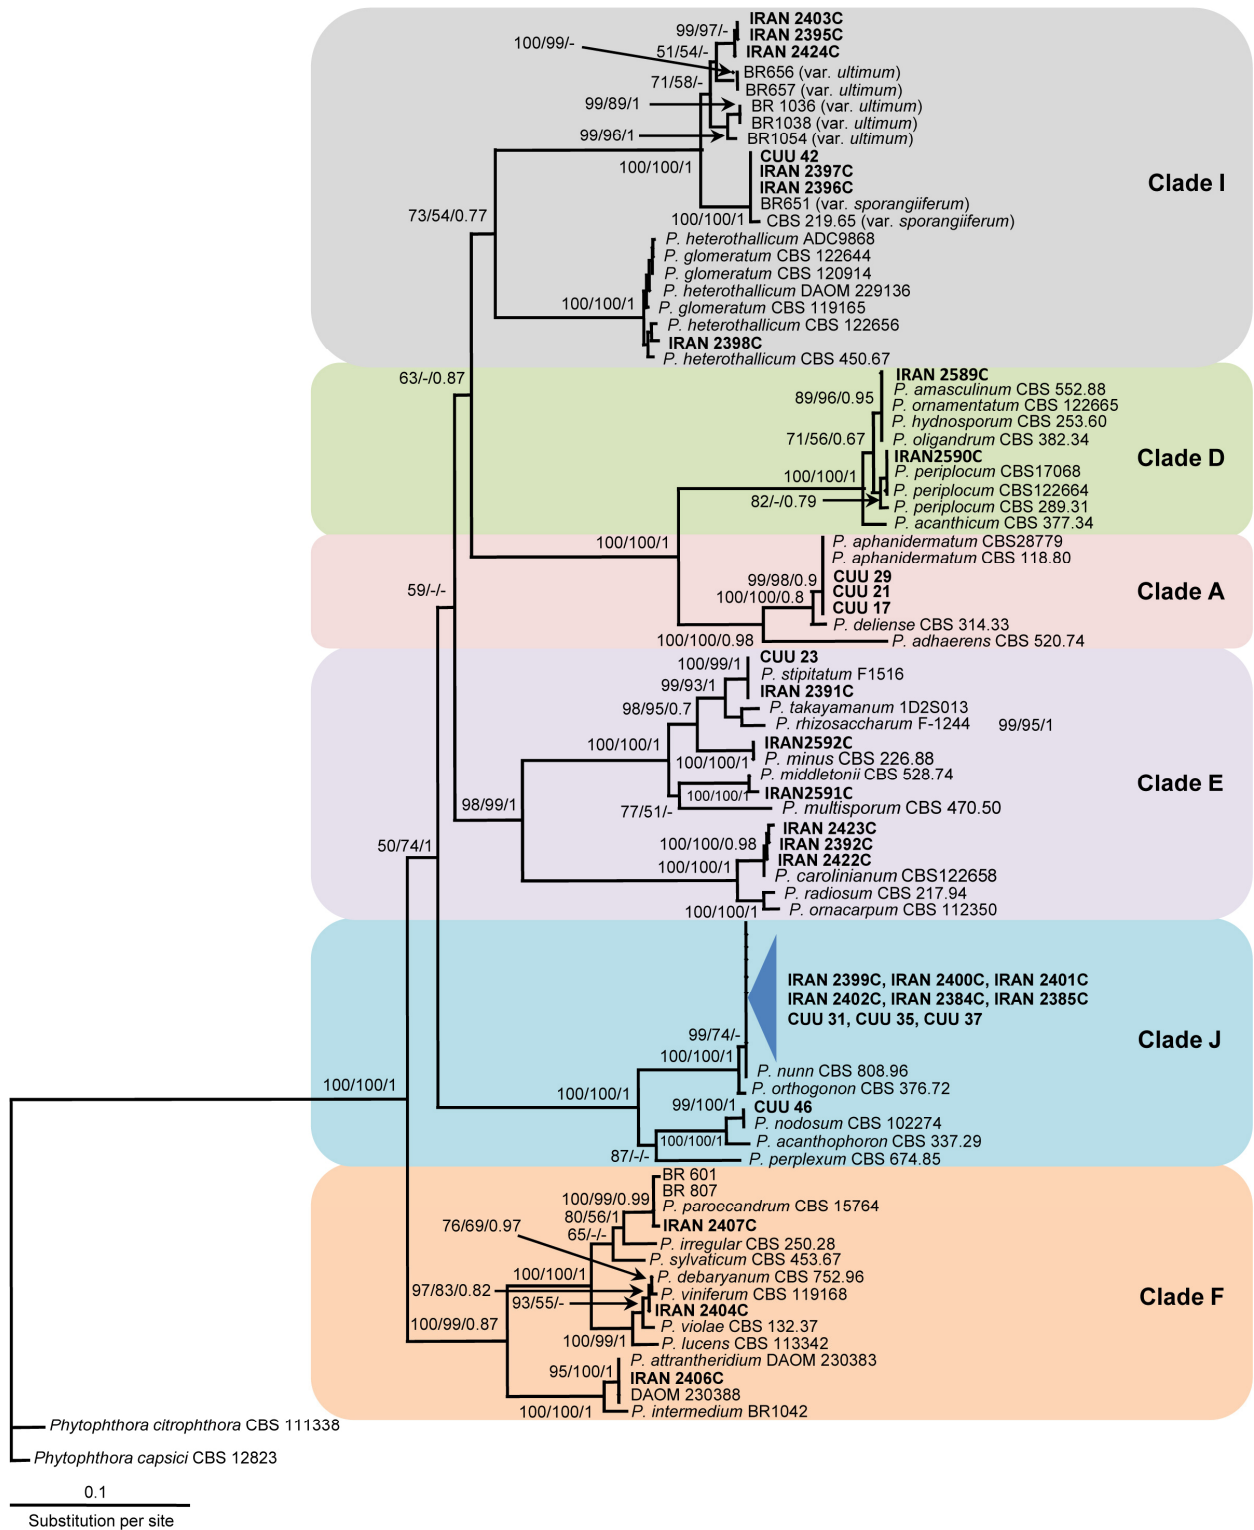 IRAN 2403C
99/97/-
IRAN 2395C
100/99/-
51/54/-
IRAN 2424C
BR656 (var. ultimum)
71/58/-
BR657 (var. ultimum)
99/89/1
BR 1036 (var. ultimum)
BR1038 (var. ultimum)
99/96/1
BR1054 (var. ultimum)
CUU 42
100/100/1
IRAN 2397C
IRAN 2396C
Clade I
BR651 (var. sporangiiferum)
73/54/0.77
100/100/1
CBS 219.65 (var. sporangiiferum)
P. heterothallicum ADC9868
P. glomeratum CBS 122644
P. glomeratum CBS 120914
P. heterothallicum DAOM 229136
100/100/1
P. glomeratum CBS 119165
P. heterothallicum CBS 122656
IRAN 2398C
P. heterothallicum CBS 450.67
63/-/0.87
IRAN 2589C
89/96/0.95
P. amasculinum CBS 552.88
P. ornamentatum CBS 122665
P. hydnosporum CBS 253.60
71/56/0.67
P. oligandrum CBS 382.34
IRAN2590C
Clade D
100/100/1
P. periplocum CBS17068
P. periplocum CBS122664
82/-/0.79
P. periplocum CBS 289.31
P. acanthicum CBS 377.34
100/100/1
P. aphanidermatum CBS28779
P. aphanidermatum CBS 118.80
99/98/0.9
CUU 29
59/-/-
100/100/0.8
CUU 21
Clade A
CUU 17
P. deliense CBS 314.33
100/100/0.98
P. adhaerens CBS 520.74
100/99/1
CUU 23
P. stipitatum F1516
99/93/1
IRAN 2391C
98/95/0.7
P. takayamanum 1D2S013
P. rhizosaccharum F-1244
99/95/1
100/100/1
IRAN2592C
100/100/1
P. minus CBS 226.88
P. middletonii CBS 528.74
Clade E
100/100/1
IRAN2591C
98/99/1
77/51/-
P. multisporum CBS 470.50
IRAN 2423C
50/74/1
100/100/0.98
IRAN 2392C
100/100/1
IRAN 2422C
P. carolinianum CBS122658
P. radiosum CBS 217.94
100/100/1
P. ornacarpum CBS 112350
IRAN 2399C, IRAN 2400C, IRAN 2401C
IRAN 2402C, IRAN 2384C, IRAN 2385C
CUU 31, CUU 35, CUU 37
99/74/-
Clade J
100/100/1
P. nunn CBS 808.96
100/100/1
100/100/1
P. orthogonon CBS 376.72
99/100/1
CUU 46
P. nodosum CBS 102274
100/100/1
P. acanthophoron CBS 337.29
87/-/-
P. perplexum CBS 674.85
BR 601
BR 807
100/99/0.99
P. paroccandrum CBS 15764
76/69/0.97
80/56/1
IRAN 2407C
65/-/-
P. irregular CBS 250.28
P. sylvaticum CBS 453.67
100/100/1
P. debaryanum CBS 752.96
97/83/0.82
P. viniferum CBS 119168
Clade F
93/55/-
IRAN 2404C
100/99/0.87
P. violae CBS 132.37
100/99/1
P. lucens CBS 113342
P. attrantheridium DAOM 230383
95/100/1
IRAN 2406C
DAOM 230388
100/100/1
P. intermedium BR1042
Phytophthora citrophthora CBS 111338
Phytophthora capsici CBS 12823
0.1
Substitution per site